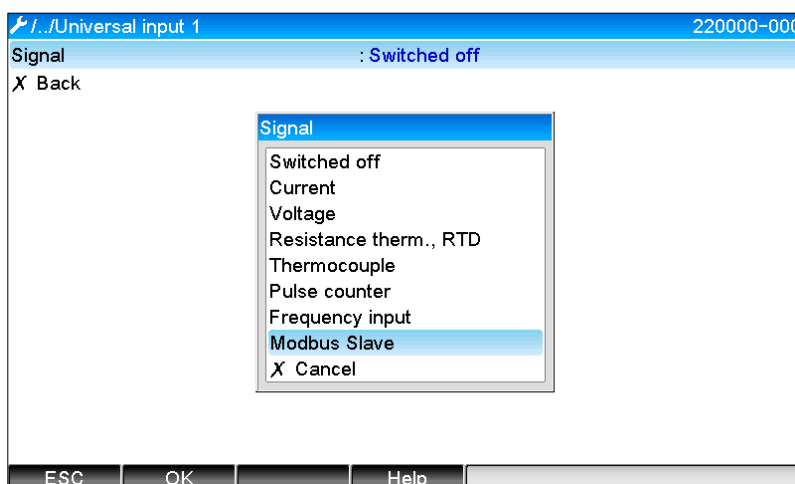 /../Universal input 1 220000-000
Signal : Switched off
X Back
Signal
Switched off
Current
Voltage
Resistance therm., RTD
Thermocouple
Pulse counter
Frequency input
Modbus Slave
X Cancel
ESC OK Help